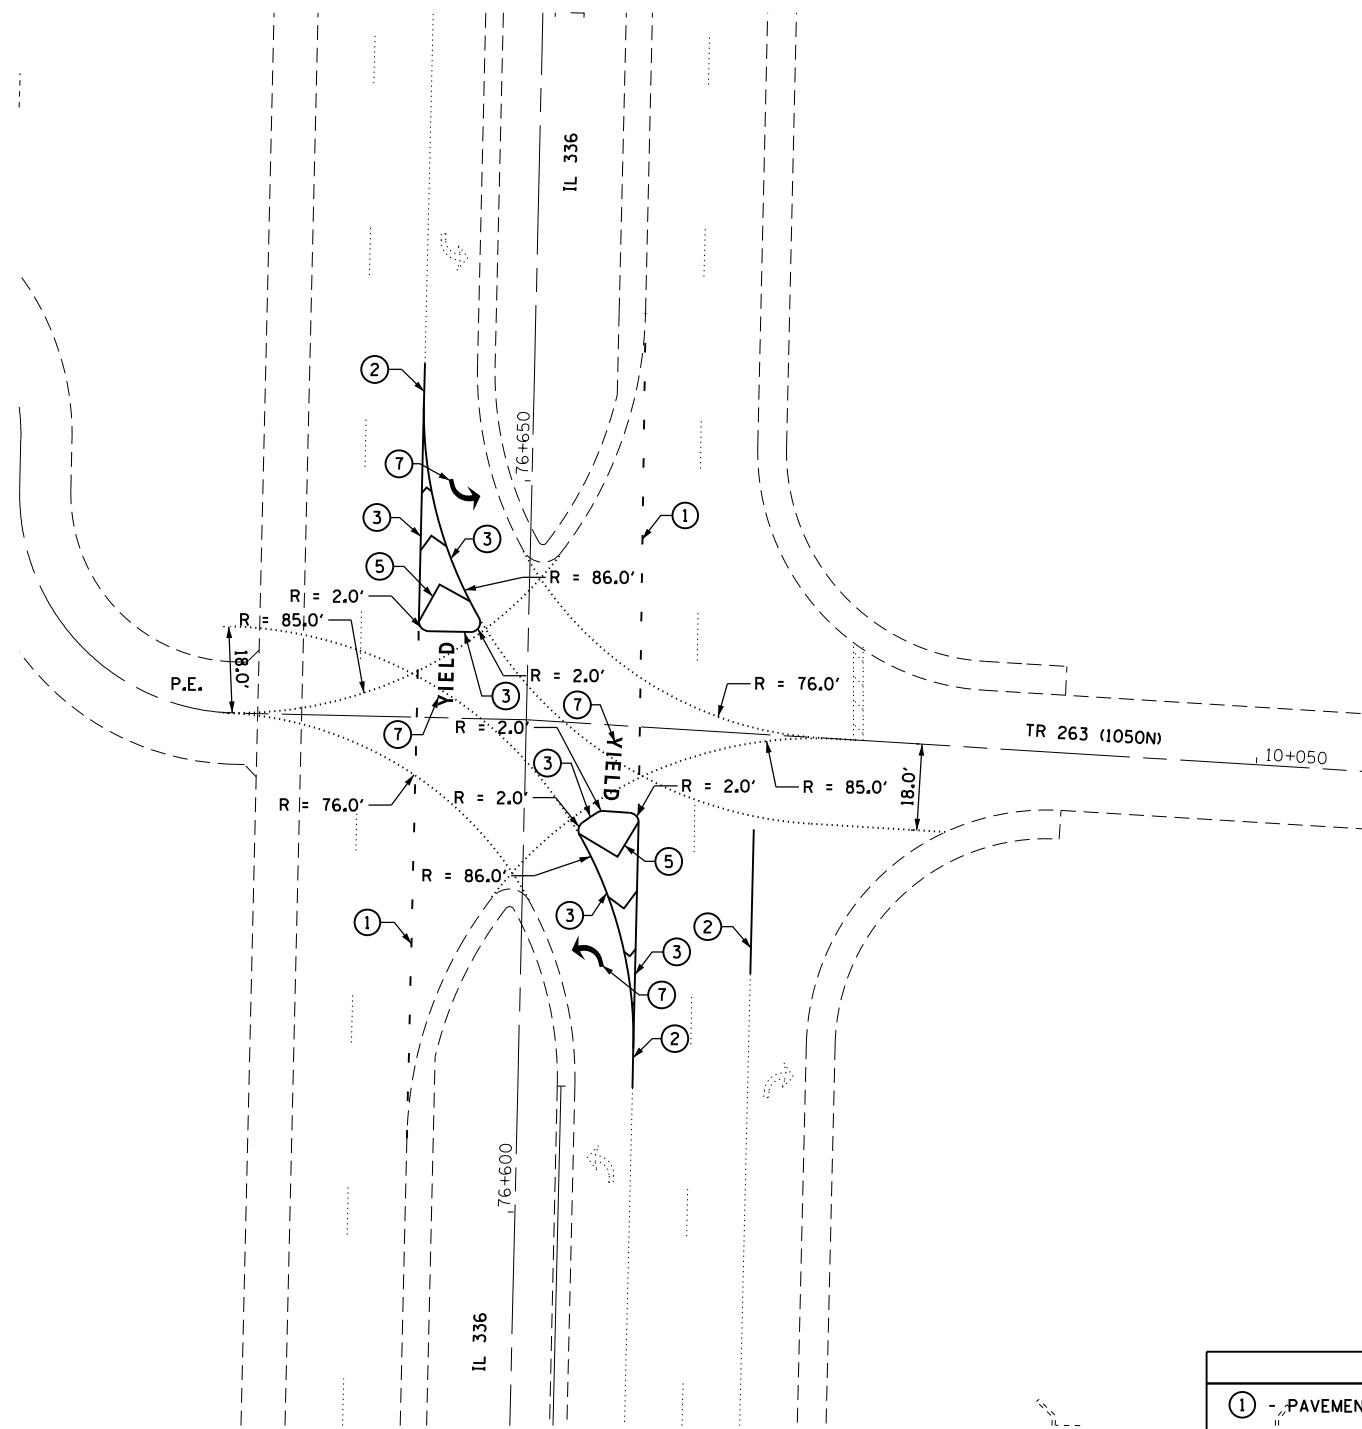 IL 336
2
76+650
7
3
1
3
5
R = 86.0'
R = 2.0'
R = 85.0'
18.0'
YIELD
R = 2.0'
P.E.
3
R = 76.0'
7
7
R = 2.0'
YIELD
TR 263 (1050N)
10+050
3
R = 2.0'
R = 85.0'
18.0'
R = 76.0'
R = 2.0'
5
R = 86.0'
3
1
2
3
7
2
76+600
IL 336
1 - PAVEMEN